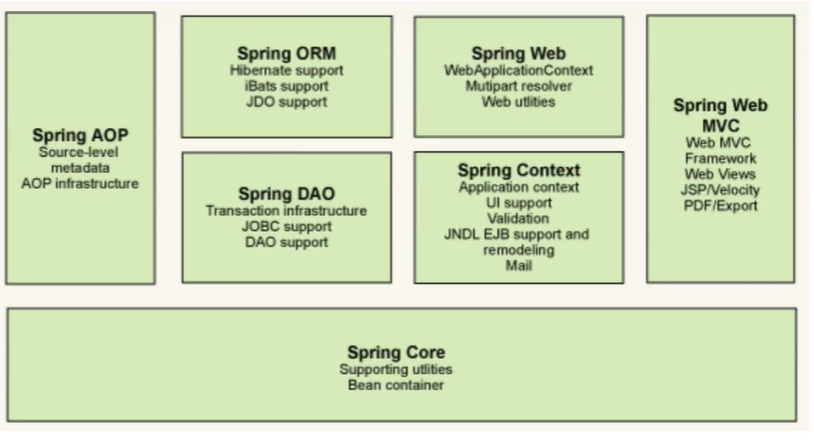 Spring AOP
Source-level
metadata
AOP infrastructure
Spring ORM
Hibernate support
iBats support
JDO support
Spring DAO
Transaction infrastructure
JOBC support
DAO support
Spring Web
WebApplicationContext
Mutipart resolver
Web utlities
Spring Context
Application context
UI support
Validation
JNDL EJB support and
remodeling
Mail
Spring Web
MVC
Web MVC
Framework
Web Views
JSP/Velocity
PDF/Export
Spring Core
Supporting utlities
Bean container